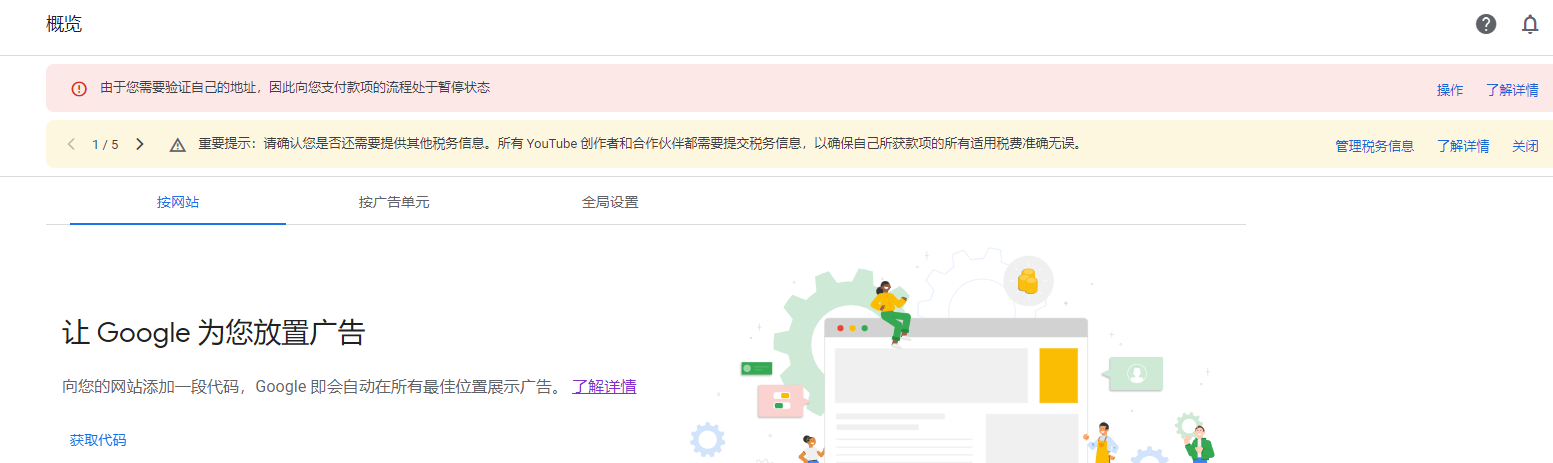 概览
由于您需要验证自己的地址，因此向您支付款项的流程处于暂停状态 操作 了解详情
1 / 5 重要提示：请确认您是否还需要提供其他税务信息。所有 YouTube 创作者和合作伙伴都需要提交税务信息，以确保自己所获款项的所有适用税费准确无误。 管理税务信息 了解详情 关闭
按网站 按广告单元 全局设置
让 Google 为您放置广告
向您的网站添加一段代码，Google 即会自动在所有最佳位置展示广告。 了解详情
获取代码